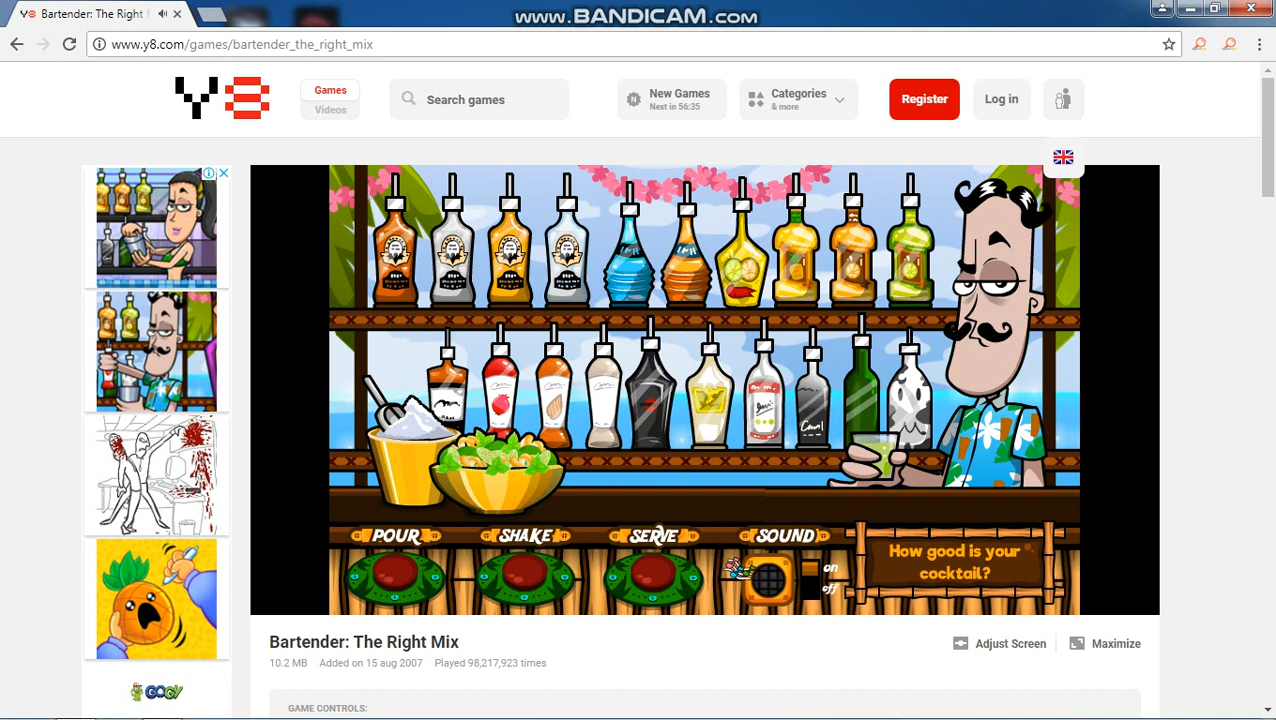 Bartender: The Right
www.BANDICAM.com
www.y8.com/games/bartender_the_right_mix
Y8
Games
Videos
Search games
N
New Games
Next in 56:35
Categories
& more
Register
Log in
POUR
SHAKE
SERVE
SOUND
on
off
How good is your
cocktail?
Bartender: The Right Mix
10.2 MB Added on 15 aug 2007 Played 98,217,923 times
Adjust Screen
Maximize
GOGY
GAME CONTROLS: